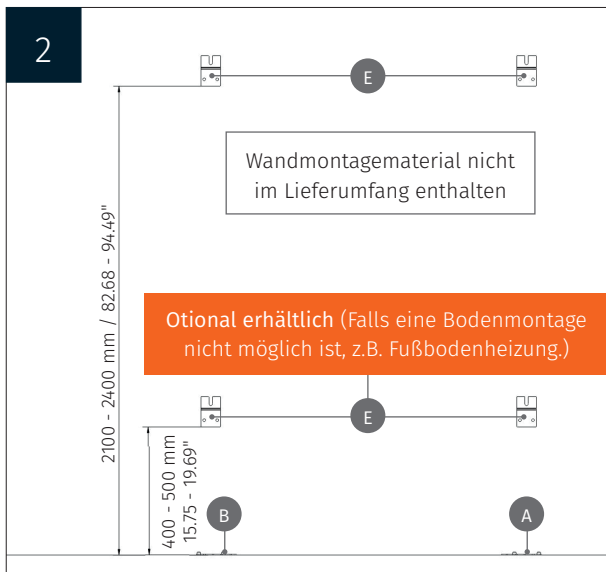 2
E
Wandmontagematerial nicht
im Lieferumfang enthalten
2100 - 2400 mm / 82.68 - 94.49"
Otional erhältlich (Falls eine Bodenmontage
nicht möglich ist, z.B. Fußbodenheizung.)
E
400 - 500 mm
15.75 - 19.69"
B
A